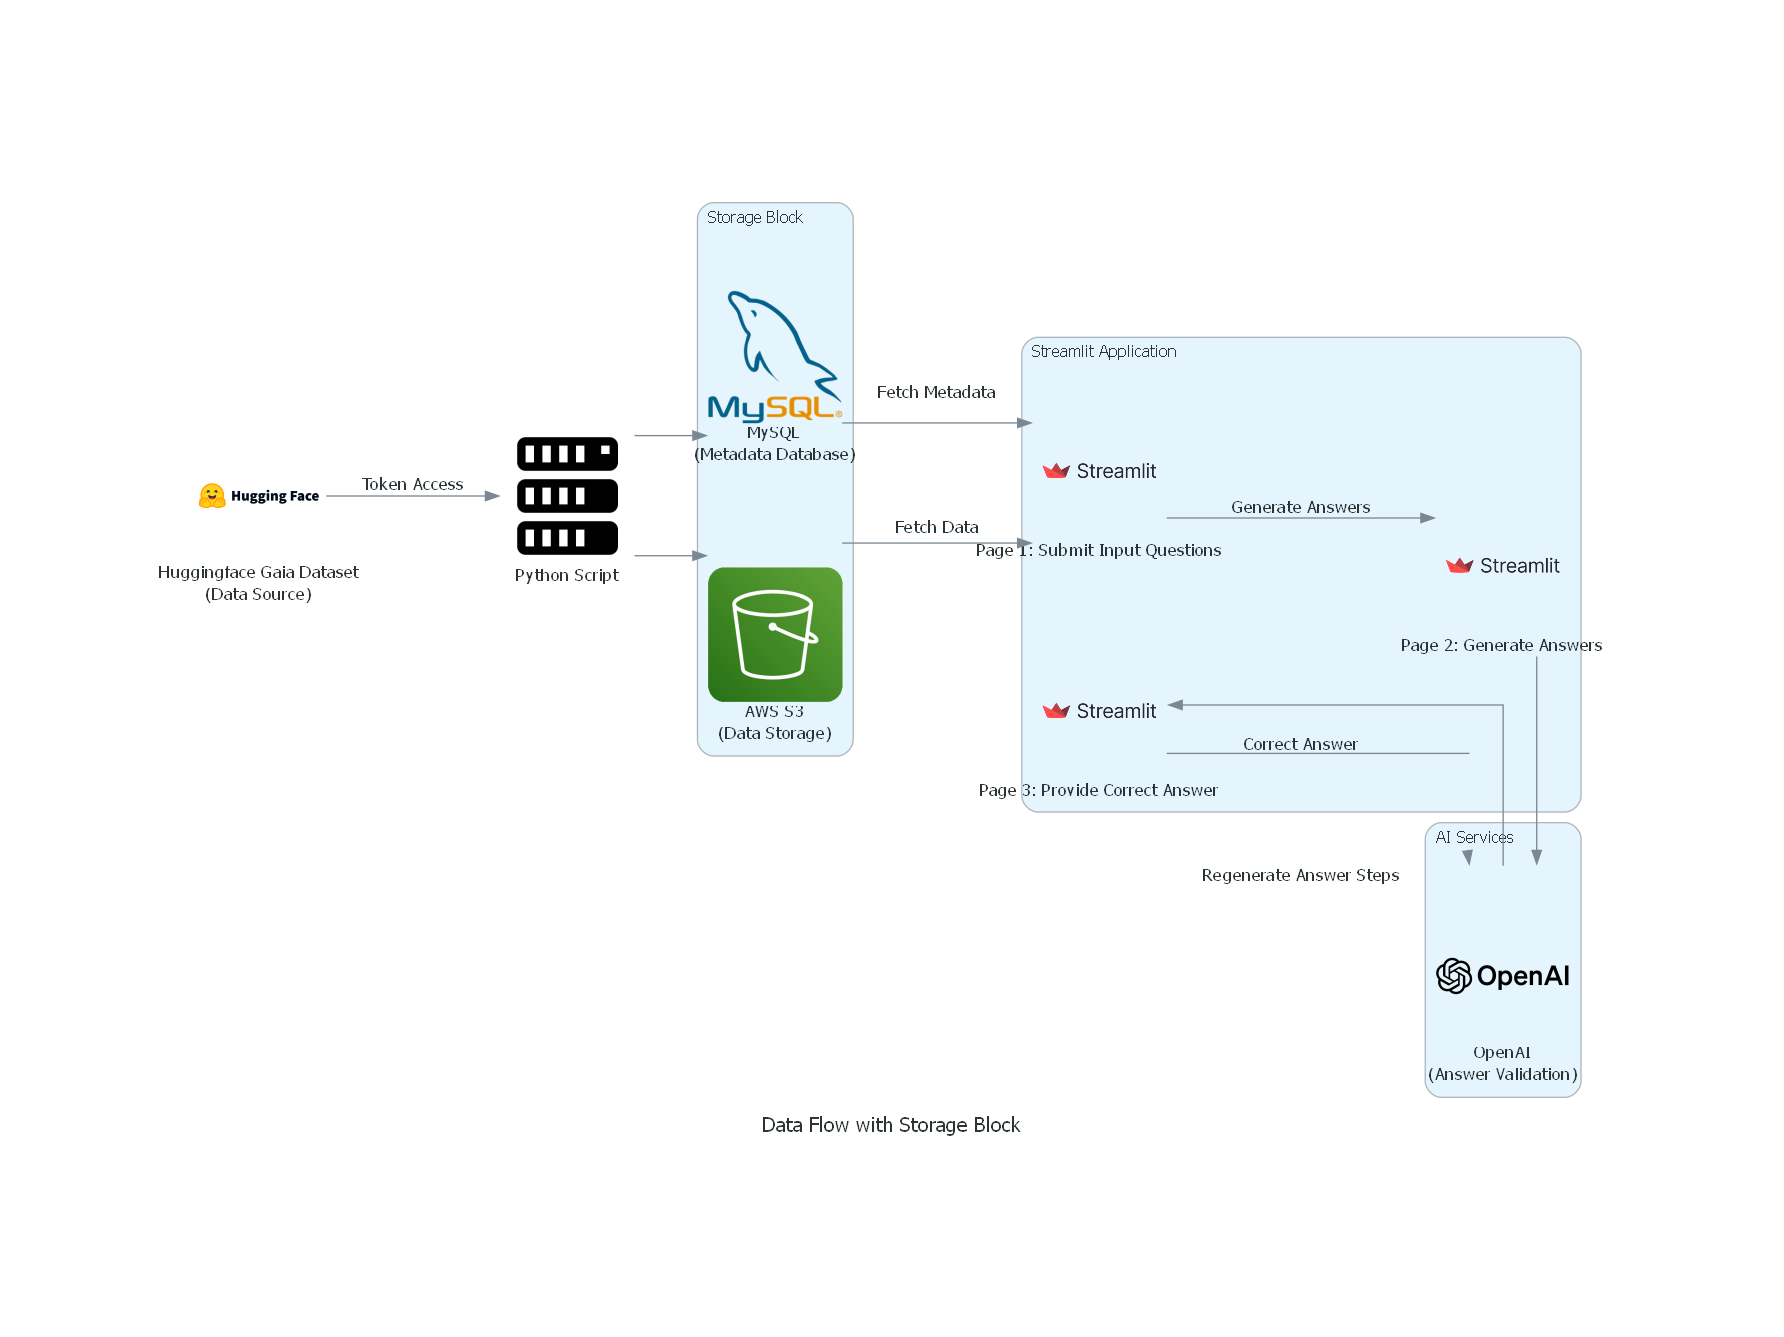 Storage Block
MySQL®
MySQL
(Metadata Database)
Hugging Face
Token Access
Huggingface Gaia Dataset
(Data Source)
Python Script
AWS S3
(Data Storage)
Fetch Metadata
Fetch Data
Streamlit Application
Streamlit
Page 1: Submit Input Questions
Generate Answers
Streamlit
Page 2: Generate Answers
Streamlit
Correct Answer
Page 3: Provide Correct Answer
AI Services
Regenerate Answer Steps
OpenAI
OpenAI
(Answer Validation)
Data Flow with Storage Block